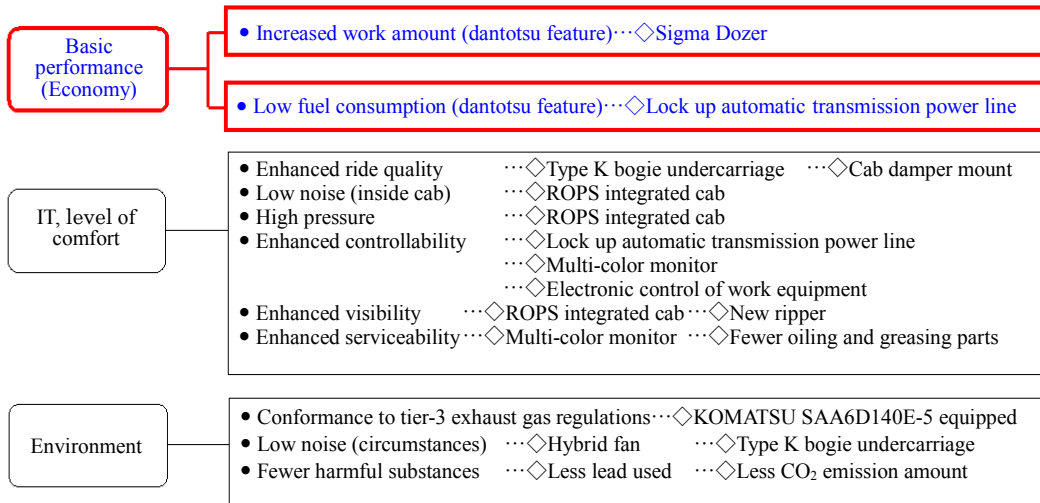 Basic
performance
(Economy)
• Increased work amount (dantotsu feature)⋯◇Sigma Dozer
• Low fuel consumption (dantotsu feature)⋯◇Lock up automatic transmission power line
IT, level of
comfort
• Enhanced ride quality ⋯◇Type K bogie undercarriage ⋯◇Cab damper mount
• Low noise (inside cab) ⋯◇ROPS integrated cab
• High pressure ⋯◇ROPS integrated cab
• Enhanced controllability ⋯◇Lock up automatic transmission power line
⋯◇Multi-color monitor
⋯◇Electronic control of work equipment
• Enhanced visibility ⋯◇ROPS integrated cab⋯◇New ripper
• Enhanced serviceability⋯◇Multi-color monitor ⋯◇Fewer oiling and greasing parts
Environment
• Conformance to tier-3 exhaust gas regulations⋯◇KOMATSU SAA6D140E-5 equipped
• Low noise (circumstances) ⋯◇Hybrid fan ⋯◇Type K bogie undercarriage
• Fewer harmful substances ⋯◇Less lead used ⋯◇Less CO₂ emission amount